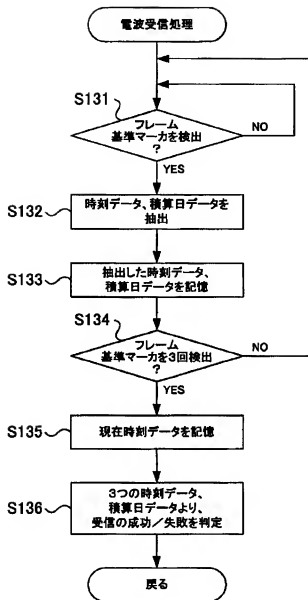 電波受信処理
S131
フレーム
基準マーカを検出
?
NO
YES
S132
時刻データ、積算日データを
抽出
S133
抽出した時刻データ、
積算日データを記憶
S134
フレーム
基準マーカを3回検出
?
NO
YES
S135
現在時刻データを記憶
S136
3つの時刻データ、
積算日データより、
受信の成功/失敗を判定
戻る